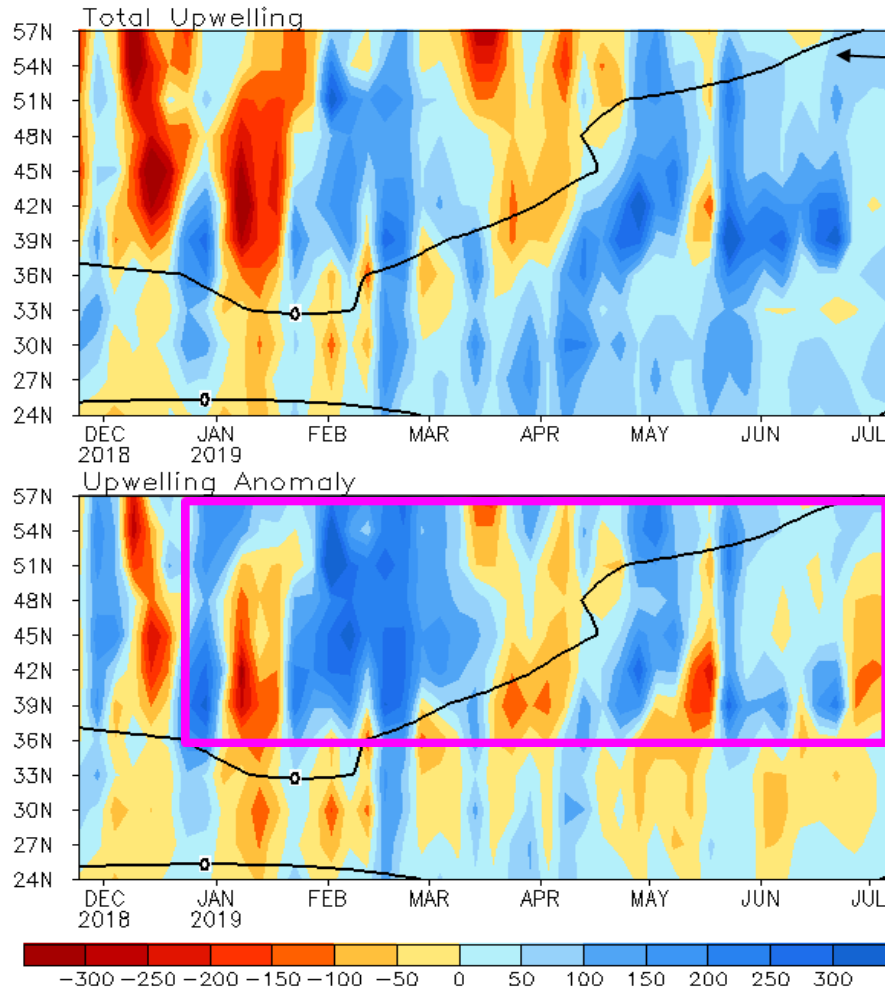 Total Upwelling
57N
54N
51N
48N
45N
42N
39N
36N
33N
30N
27N
24N
0
0
DEC JAN FEB MAR APR MAY JUN JUL
2018 2019
Upwelling Anomaly
57N
54N
51N
48N
45N
42N
39N
36N
33N
30N
27N
24N
0
0
DEC JAN FEB MAR APR MAY JUN JUL
2018 2019
-300 -250 -200 -150 -100 -50 0 50 100 150 200 250 300